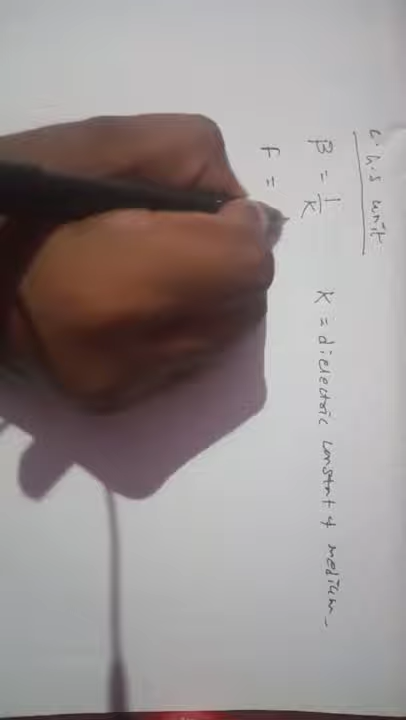 C.G.S unit
β = 1/K K = dielectric constant of medium.
F =